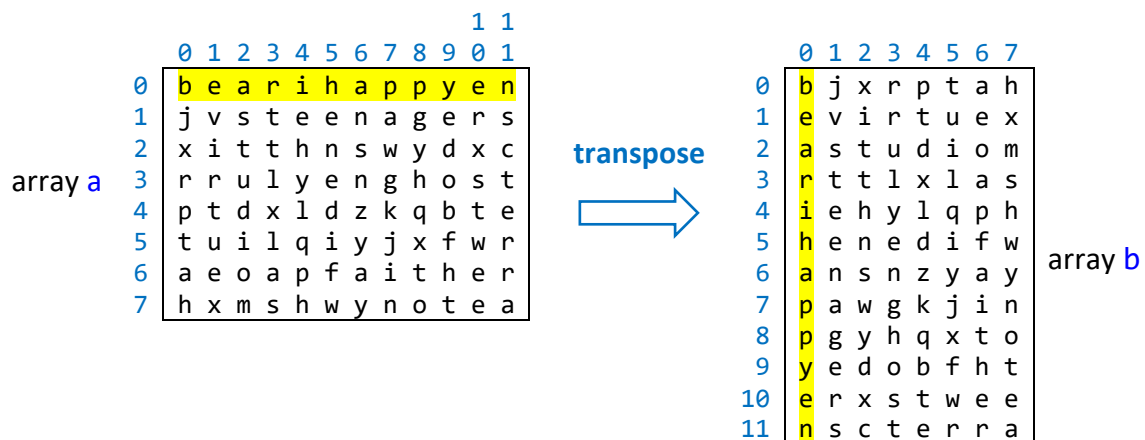 1 1
0 1 2 3 4 5 6 7 8 9 0 1
0 b e a r i h a p p y e n
1 j v s t e e n a g e r s
2 x i t t h n s w y d x c
array a 3 r r u l y e n g h o s t
4 p t d x l d z k q b t e
5 t u i l q i y j x f w r
6 a e o a p f a i t h e r
7 h x m s h w y n o t e a
transpose
0 1 2 3 4 5 6 7
0 b j x r p t a h
1 e v i r t u e x
2 a s t u d i o m
3 r t t l x l a s
4 i e h y l q p h
5 h e n e d i f w
6 a n s n z y a y
7 p a w g k j i n
8 p g y h q x t o
9 y e d o b f h t
10 e r x s t w e e
11 n s c t e r r a
array b